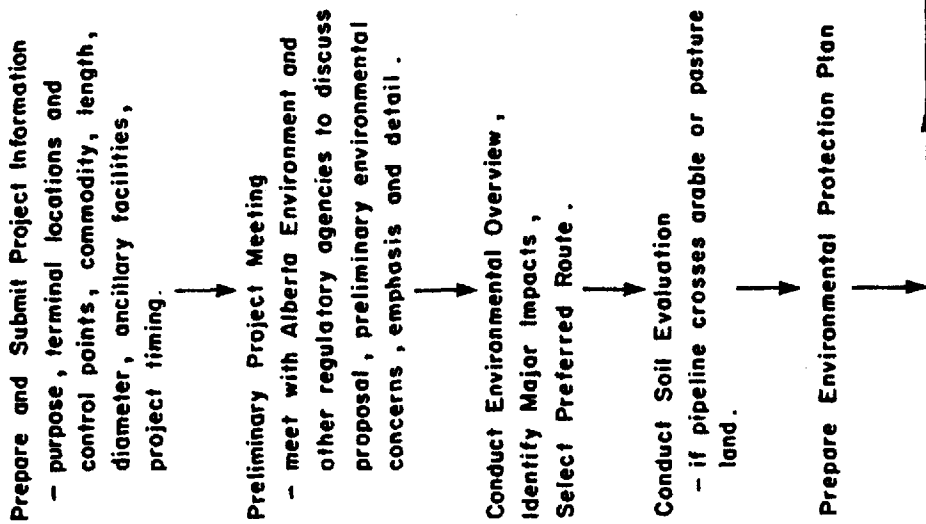 Prepare and Submit Project Information
– purpose, terminal locations and
control points, commodity, length,
diameter, ancillary facilities,
project timing.
Preliminary Project Meeting
– meet with Alberta Environment and
other regulatory agencies to discuss
proposal, preliminary environmental
concerns, emphasis and detail.
Conduct Environmental Overview,
Identify Major Impacts,
Select Preferred Route.
Conduct Soil Evaluation
– if pipeline crosses arable or pasture
land.
Prepare Environmental Protection Plan